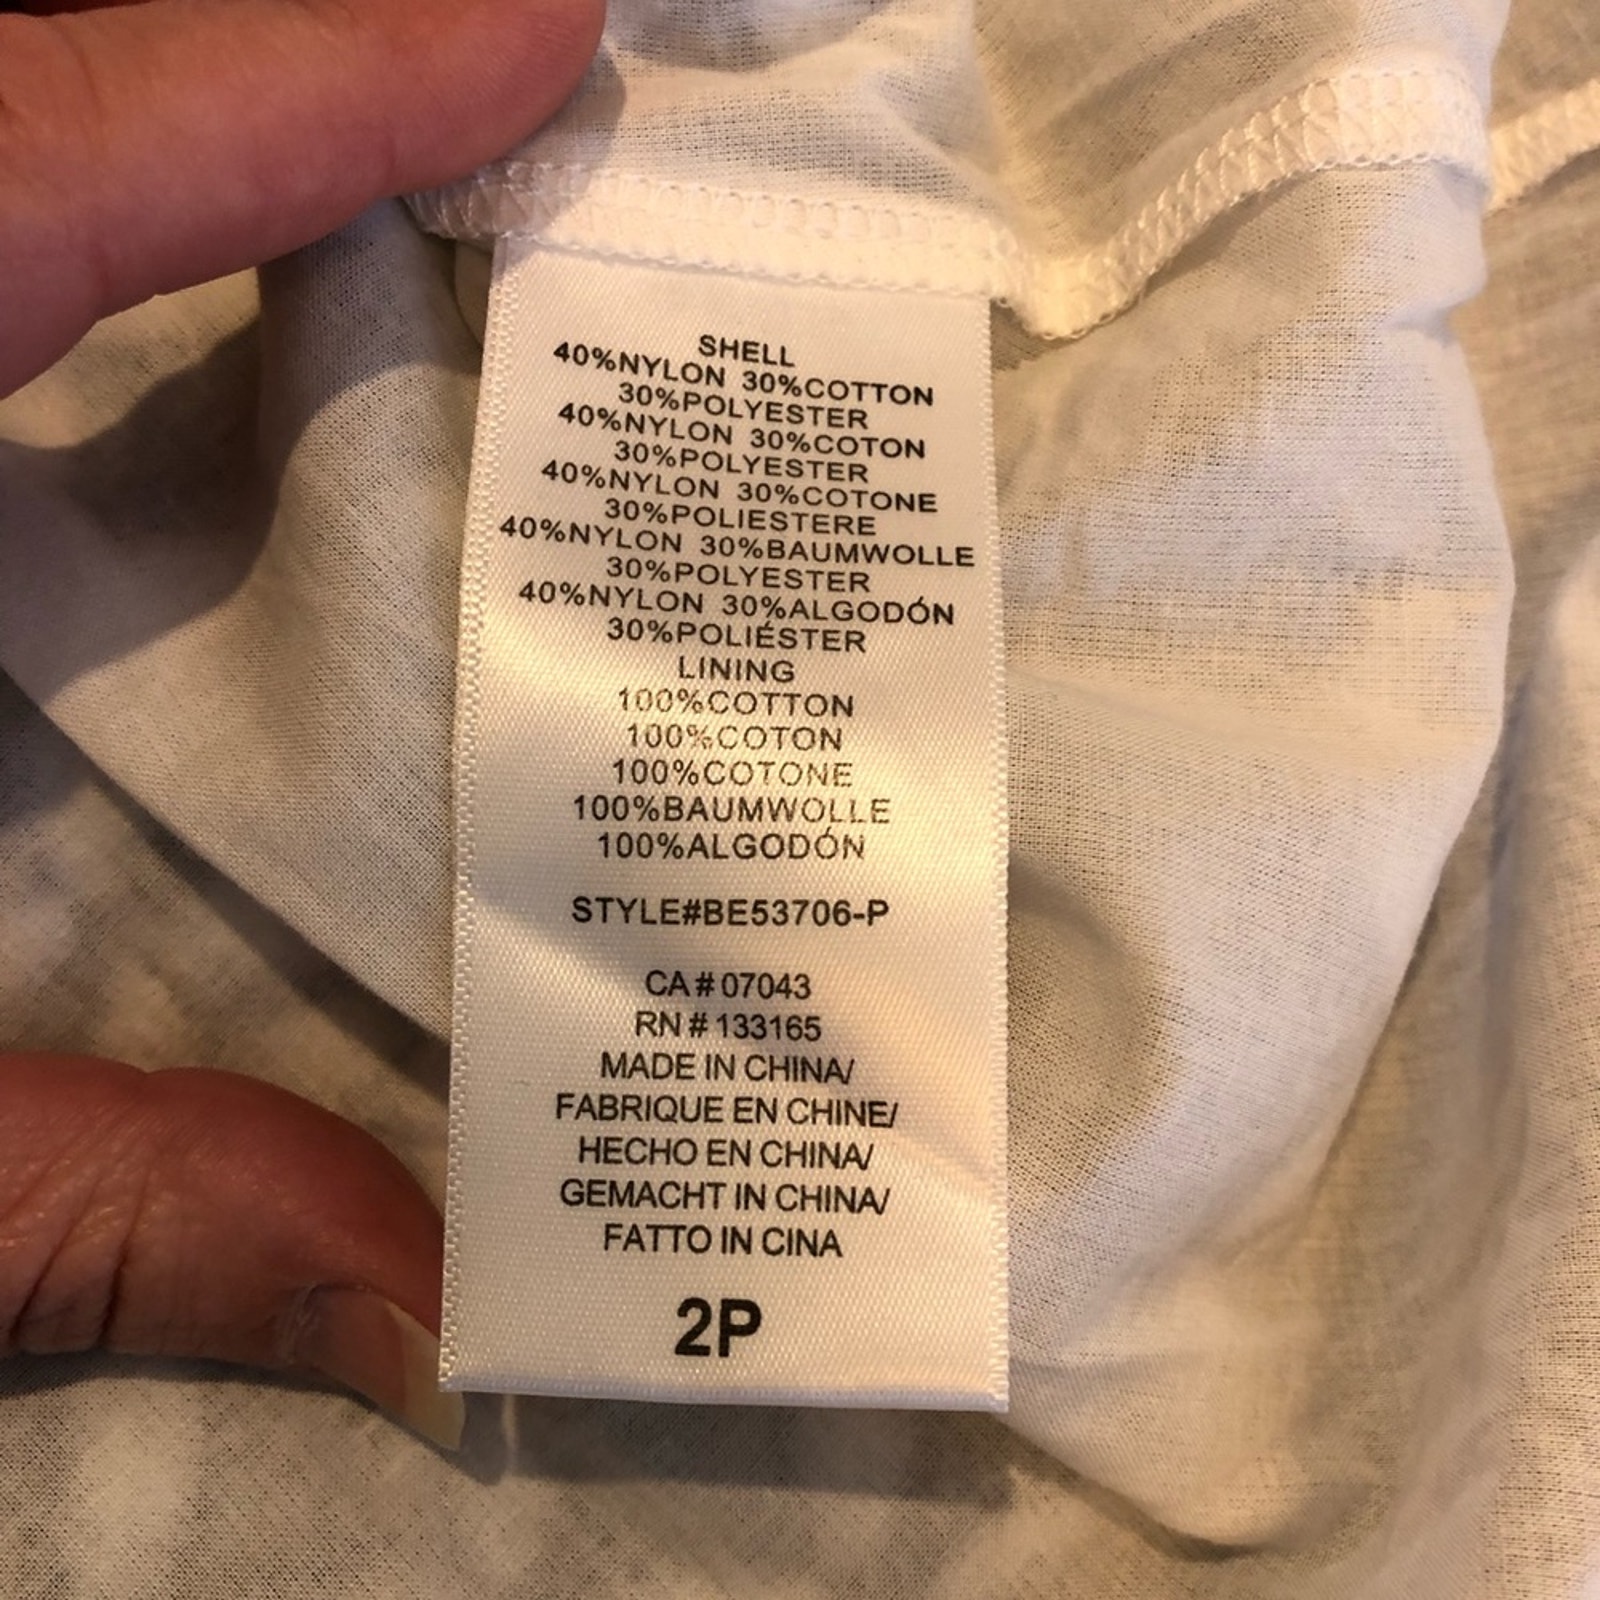 SHELL
40%NYLON 30%COTTON
30%POLYESTER
40%NYLON 30%COTON
30%POLYESTER
40%NYLON 30%COTONE
30%POLIESTERE
40%NYLON 30%BAUMWOLLE
30%POLYESTER
40%NYLON 30%ALGODÓN
30%POLIÉSTER
LINING
100%COTTON
100%COTON
100%COTONE
100%BAUMWOLLE
100%ALGODÓN
STYLE#BE53706-P
CA # 07043
RN # 133165
MADE IN CHINA/
FABRIQUE EN CHINE/
HECHO EN CHINA/
GEMACHT IN CHINA/
FATTO IN CINA
2P